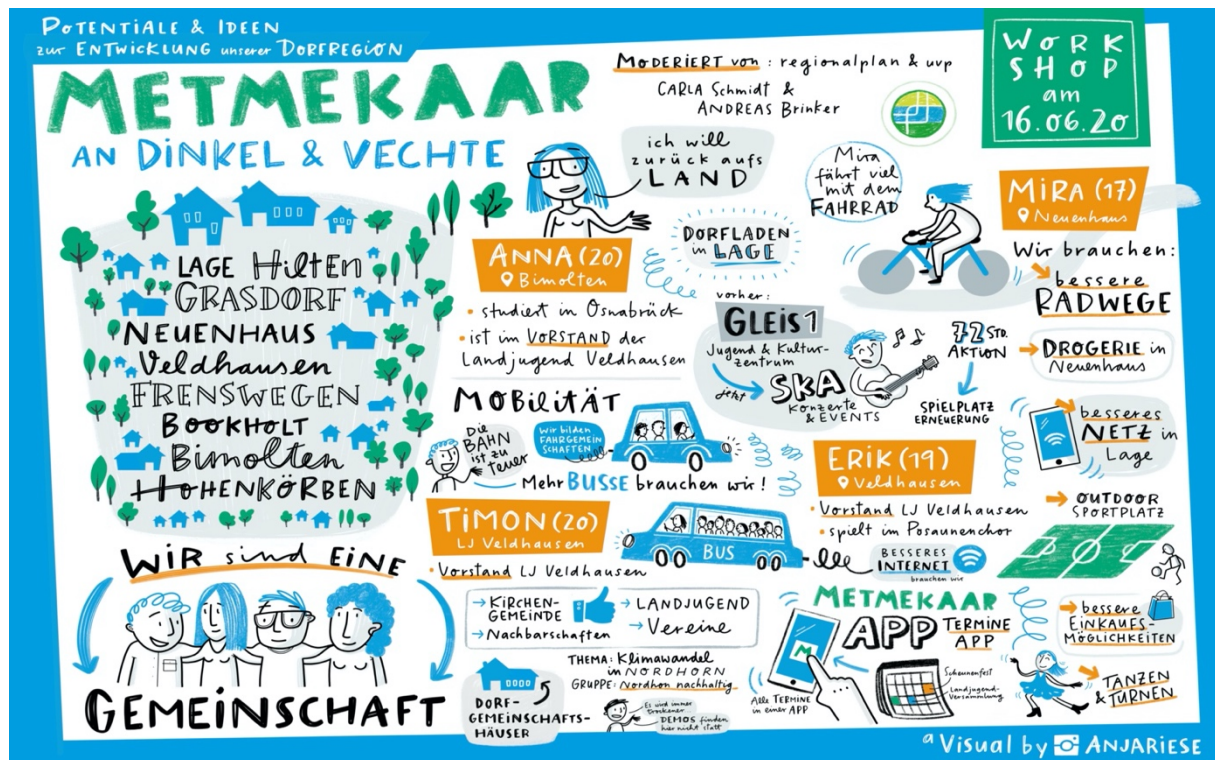 POTENTIALE & IDEEN
zur ENTWICKLUNG unserer DORFREGION
METMEKAAR
AN DINKEL & VECHTE
MODERIERT von : regionalplan & uvp
CARLA Schmidt &
ANDREAS Brinker
WORK
SHOP
am
16.06.20
LAGE Hilten
GRASDORF
NEUENHAUS
Veldhausen
FRENSWEGEN
BOOKHOLT
Bimolten
HOHENKÖRBEN
WIR sind EINE
GEMEINSCHAFT
ich will
zurück aufs
LAND
ANNA (20)
Bimolten
• studiert in Osnabrück
• ist im VORSTAND der
Landjugend Veldhausen
DORFLADEN
in LAGE
Mira
fährt viel
mit dem
FAHRRAD
MIRA (17)
Neuenhaus
Wir brauchen:
bessere
RADWEGE
DROGERIE in
Neuenhaus
besseres
NETZ in
Lage
OUTDOOR
SPORTPLATZ
bessere
EINKAUFS-
MÖGLICHKEITEN
TANZEN
& TURNEN
vorher:
GLEIS 1
Jugend & Kultur-
zentrum
jetzt
SKA
KONZERTE
& EVENTS
72 STD.
AKTION
SPIELPLATZ
ERNEUERUNG
MOBILITÄT
Die
BAHN
ist zu
teuer
Wir bilden
FAHRGEMEIN
SCHAFTEN
Mehr BUSSE brauchen wir!
TIMON (20)
LJ Veldhausen
• Vorstand LJ Veldhausen
BUS
ERIK (19)
Veldhausen
• Vorstand LJ Veldhausen
• spielt im Posaunenchor
BESSERES
INTERNET
brauchen wir
→ KIRCHEN-
GEMEINDE
→ Nachbarschaften
→ LANDJUGEND
→ Vereine
DORF-
GEMEINSCHAFTS-
HÄUSER
THEMA: Klimawandel
in NORDHORN
GRUPPE: Nordhon nachhaltig
Es wird immer
trockener
DEMOS finden
hier nicht statt
METMEKAAR
APP TERMINE
APP
M
Alle TERMINE
in einer APP
Scheunenfest
Landjugend-
versammlung
a Visual by ANJARIESE